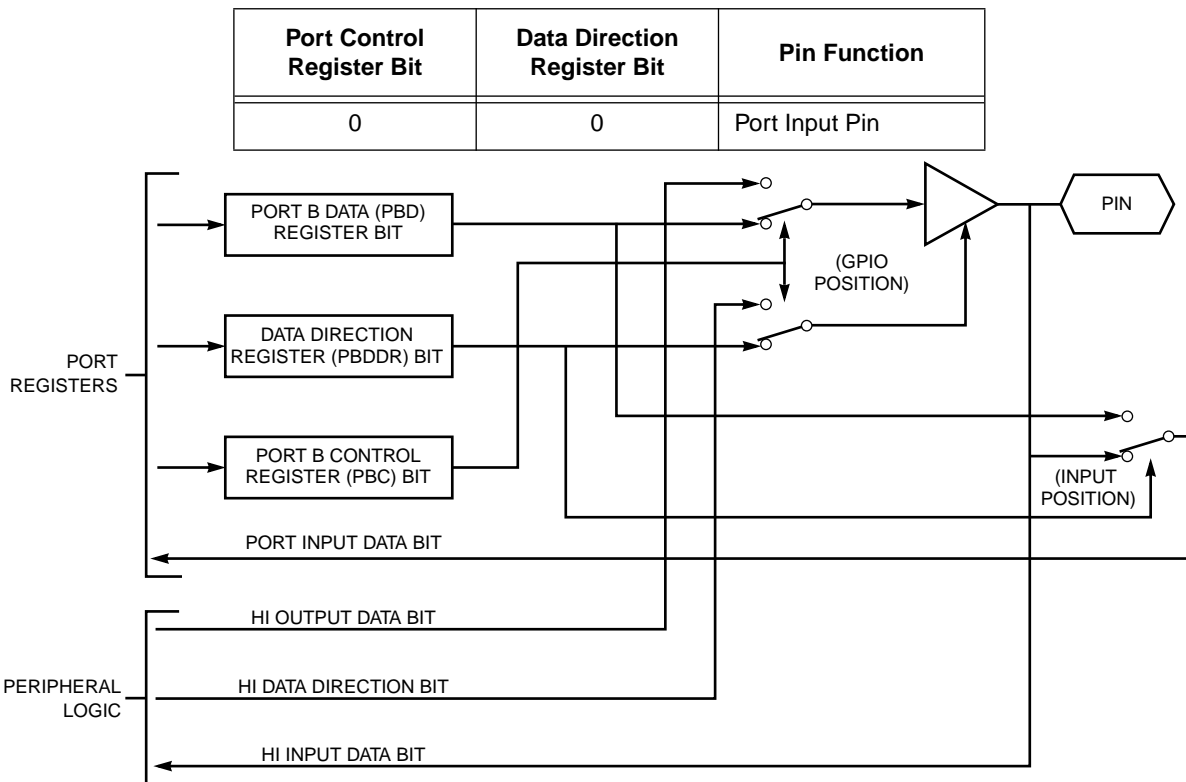 Port Control
Register Bit
Data Direction
Register Bit
Pin Function
0
0
Port Input Pin
PORT B DATA (PBD)
REGISTER BIT
PIN
(GPIO
POSITION)
DATA DIRECTION
REGISTER (PBDDR) BIT
PORT
REGISTERS
PORT B CONTROL
REGISTER (PBC) BIT
(INPUT
POSITION)
PORT INPUT DATA BIT
HI OUTPUT DATA BIT
PERIPHERAL
LOGIC
HI DATA DIRECTION BIT
HI INPUT DATA BIT